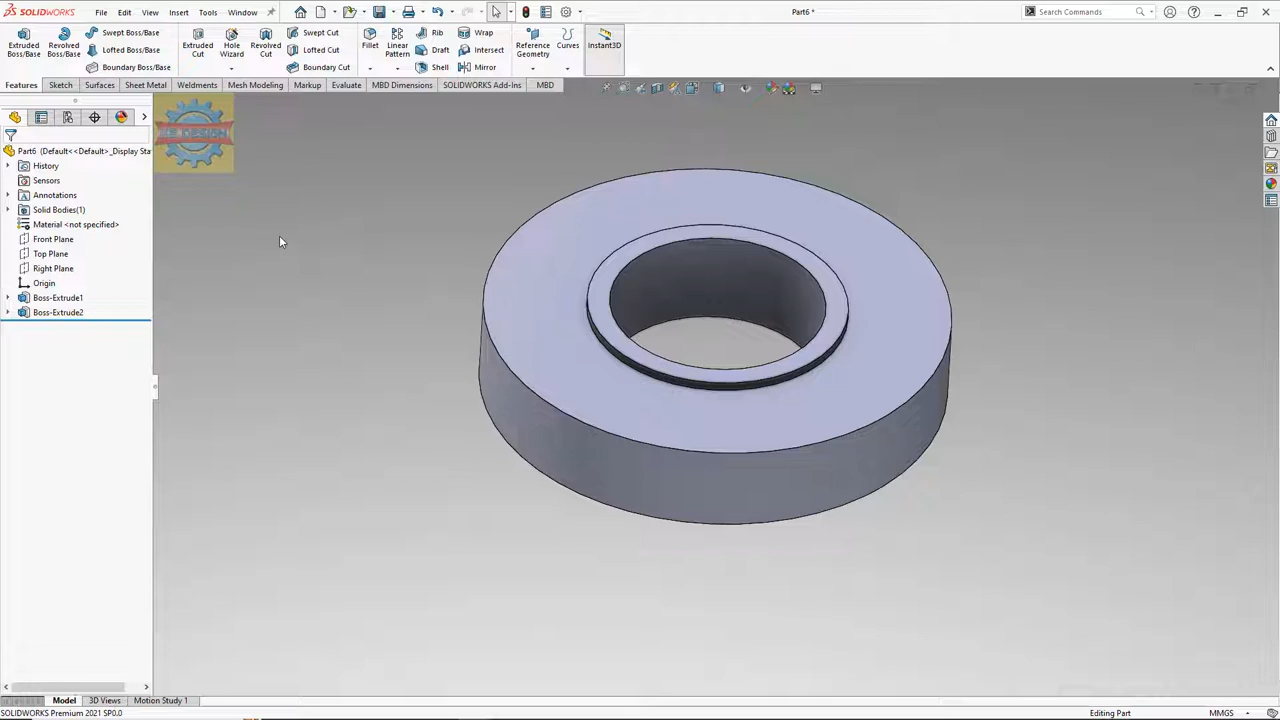 SOLIDWORKS File Edit View Insert Tools Window Part6 * Search Commands
Extruded Boss/Base
Revolved Boss/Base
Swept Boss/Base
Lofted Boss/Base
Boundary Boss/Base
Extruded Cut
Hole Wizard
Revolved Cut
Swept Cut
Lofted Cut
Boundary Cut
Fillet
Linear Pattern
Rib
Draft
Shell
Wrap
Intersect
Mirror
Reference Geometry
Curves
Instant3D
Features Sketch Surfaces Sheet Metal Weldments Mesh Modeling Markup Evaluate MBD Dimensions SOLIDWORKS Add-Ins MBD
Part6 (Default<<Default>_Display Sta
History
Sensors
Annotations
Solid Bodies(1)
Material <not specified>
Front Plane
Top Plane
Right Plane
Origin
Boss-Extrude1
Boss-Extrude2
Model 3D Views Motion Study 1
SOLIDWORKS Premium 2021 SP0.0 Editing Part MMGS